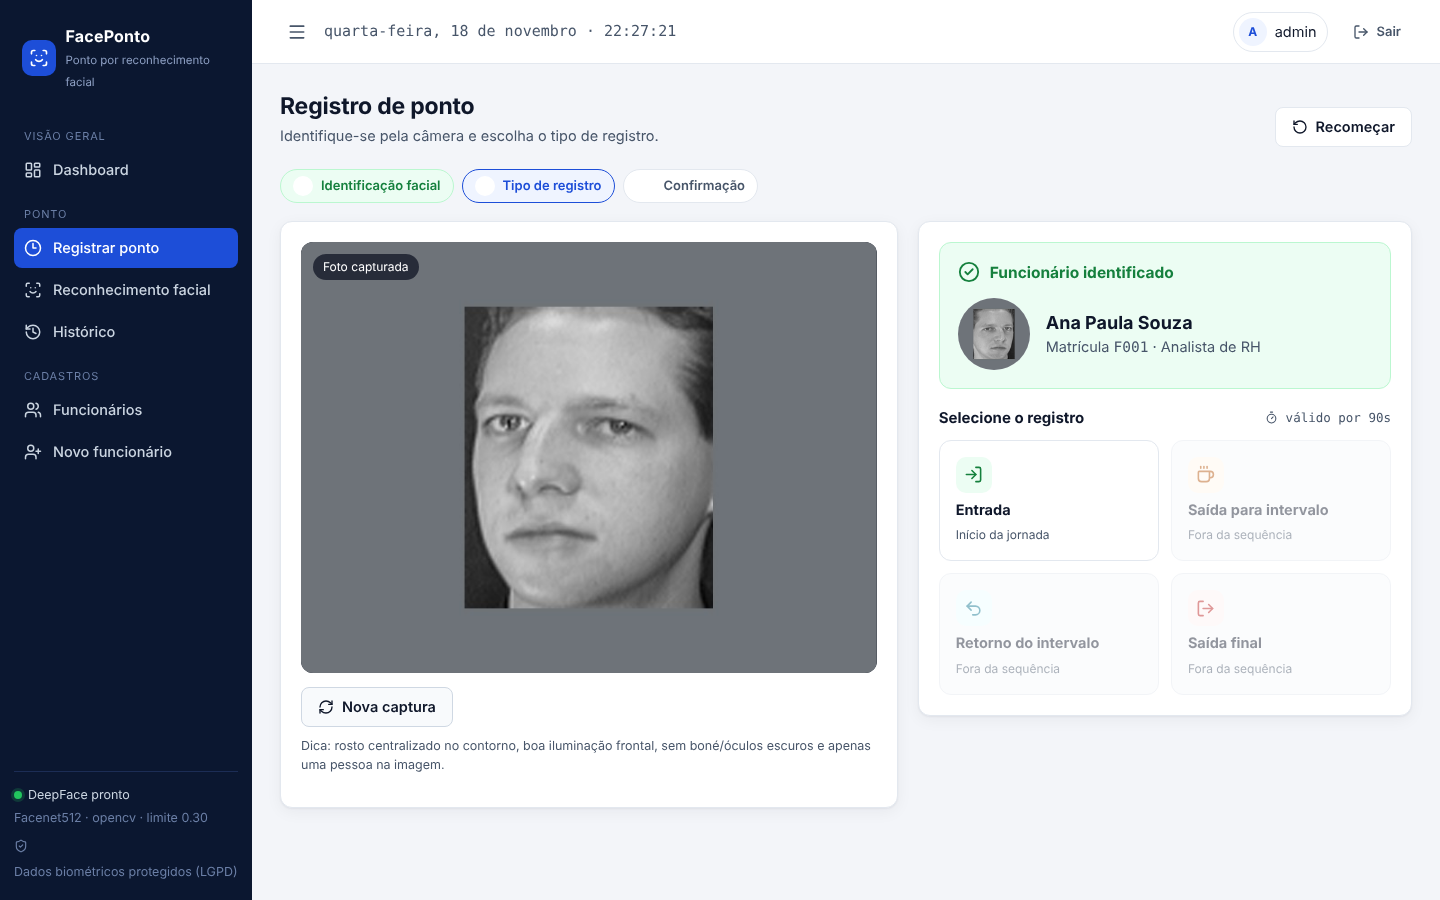 FacePonto
Ponto por reconhecimento
facial
VISÃO GERAL
Dashboard
PONTO
Registrar ponto
Reconhecimento facial
Histórico
CADASTROS
Funcionários
Novo funcionário
DeepFace pronto
Facenet512 · opencv · limite 0.30
Dados biométricos protegidos (LGPD)
quarta-feira, 18 de novembro · 22:27:21
A admin
Sair
Registro de ponto
Identifique-se pela câmera e escolha o tipo de registro.
Recomeçar
Identificação facial
Tipo de registro
Confirmação
Foto capturada
Nova captura
Dica: rosto centralizado no contorno, boa iluminação frontal, sem boné/óculos escuros e apenas
uma pessoa na imagem.
Funcionário identificado
Ana Paula Souza
Matrícula F001 · Analista de RH
Selecione o registro
válido por 90s
Entrada
Início da jornada
Saída para intervalo
Fora da sequência
Retorno do intervalo
Fora da sequência
Saída final
Fora da sequência